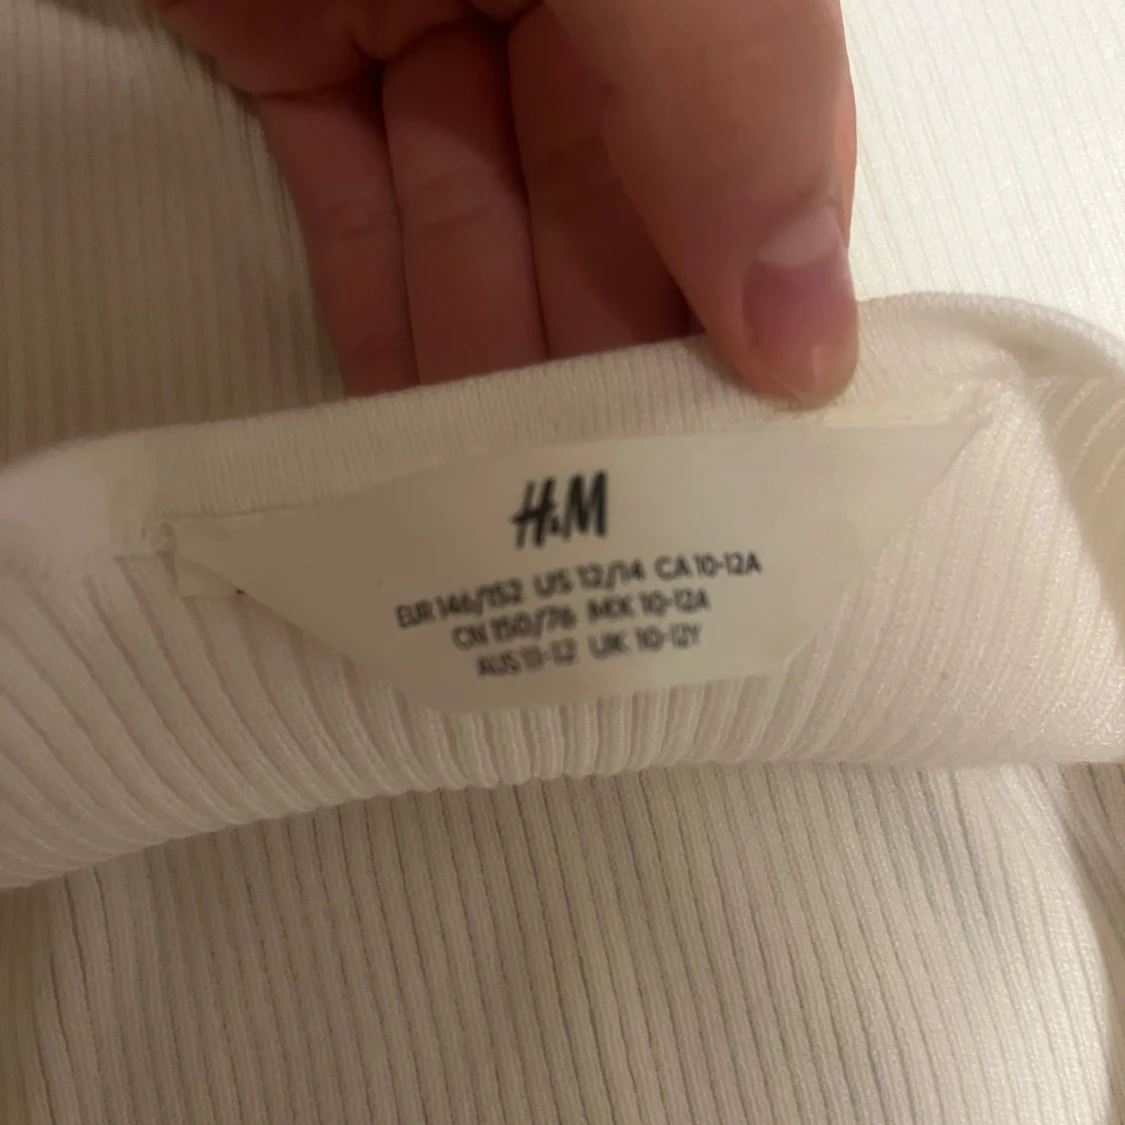 H&M
EUR 146/152 US 12/14 CA 10-12A
CN 150/76 MX 10-12A
AUS 11-12 UK 10-12Y